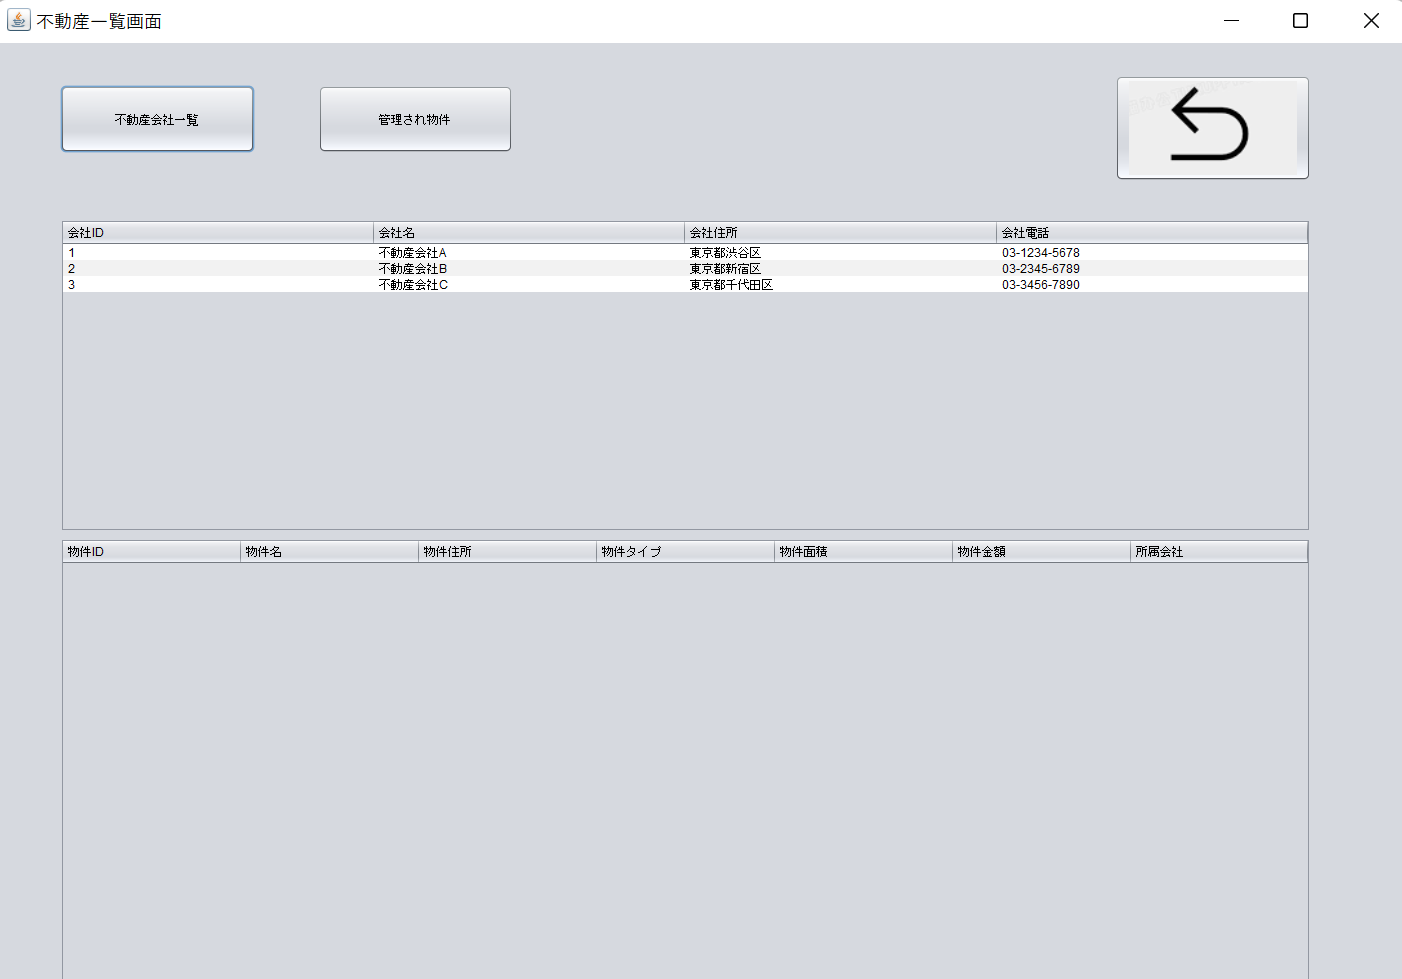 不動産一覧画面
不動産会社一覧
管理され物件
会社ID 会社名 会社住所 会社電話
1 不動産会社A 東京都渋谷区 03-1234-5678
2 不動産会社B 東京都新宿区 03-2345-6789
3 不動産会社C 東京都千代田区 03-3456-7890
物件ID 物件名 物件住所 物件タイプ 物件面積 物件金額 所属会社